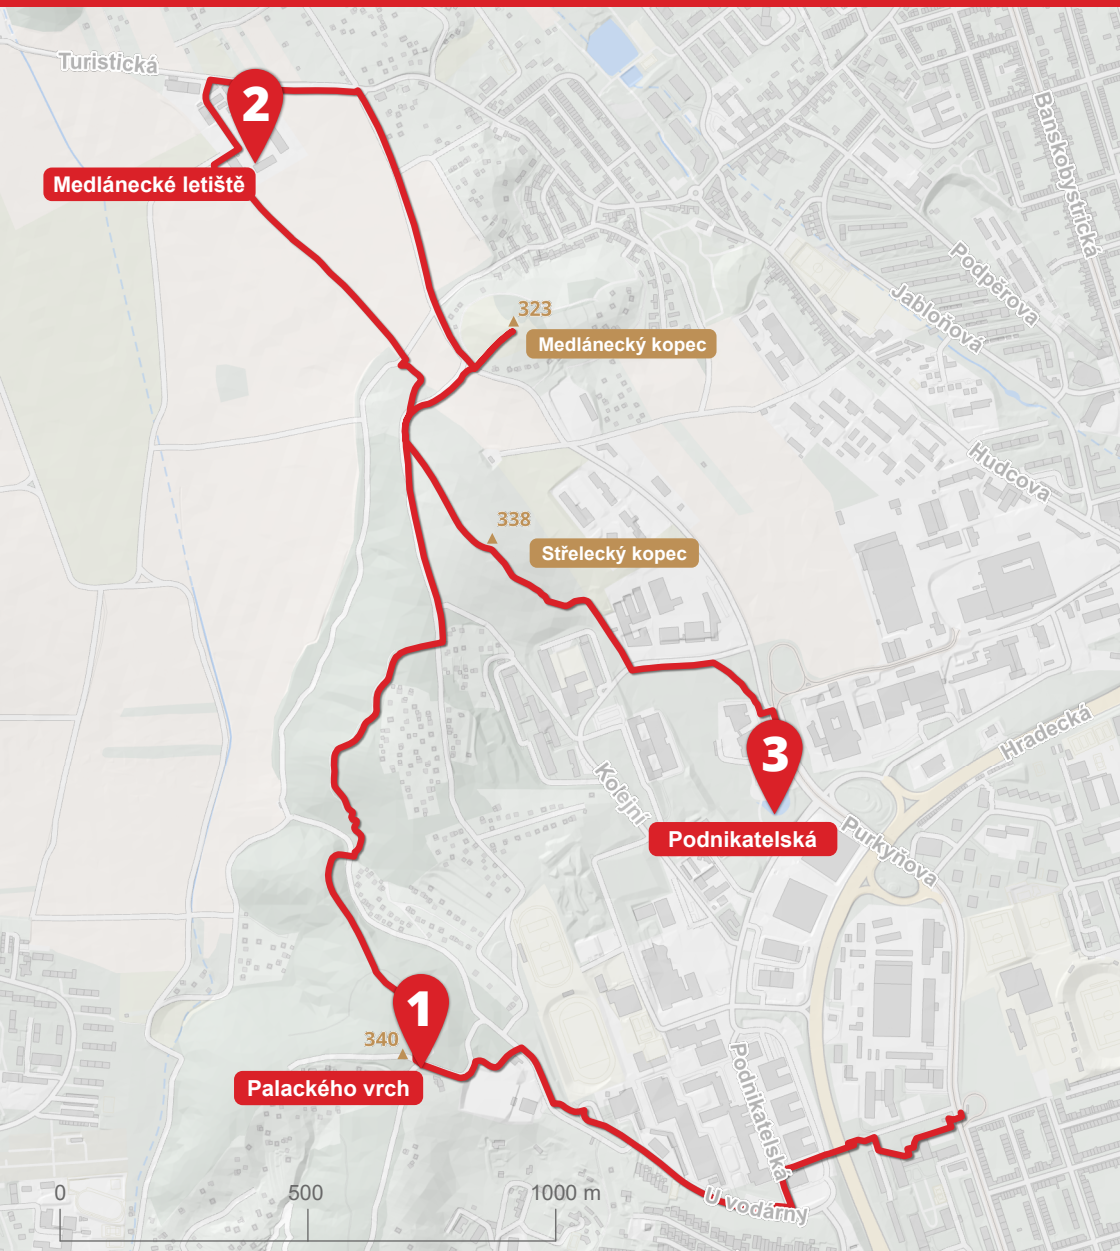 Turistická
2
Medlánecké letiště
Banskobystrická
Podpěrova
Jabloňová
323
Medlánecký kopec
Hudcova
338
Střelecký kopec
Hradecká
3
Kolejní
Podnikatelská
Purkyňova
1
340
Palackého vrch
Podnikatelská
U vodárny
0
500
1000 m